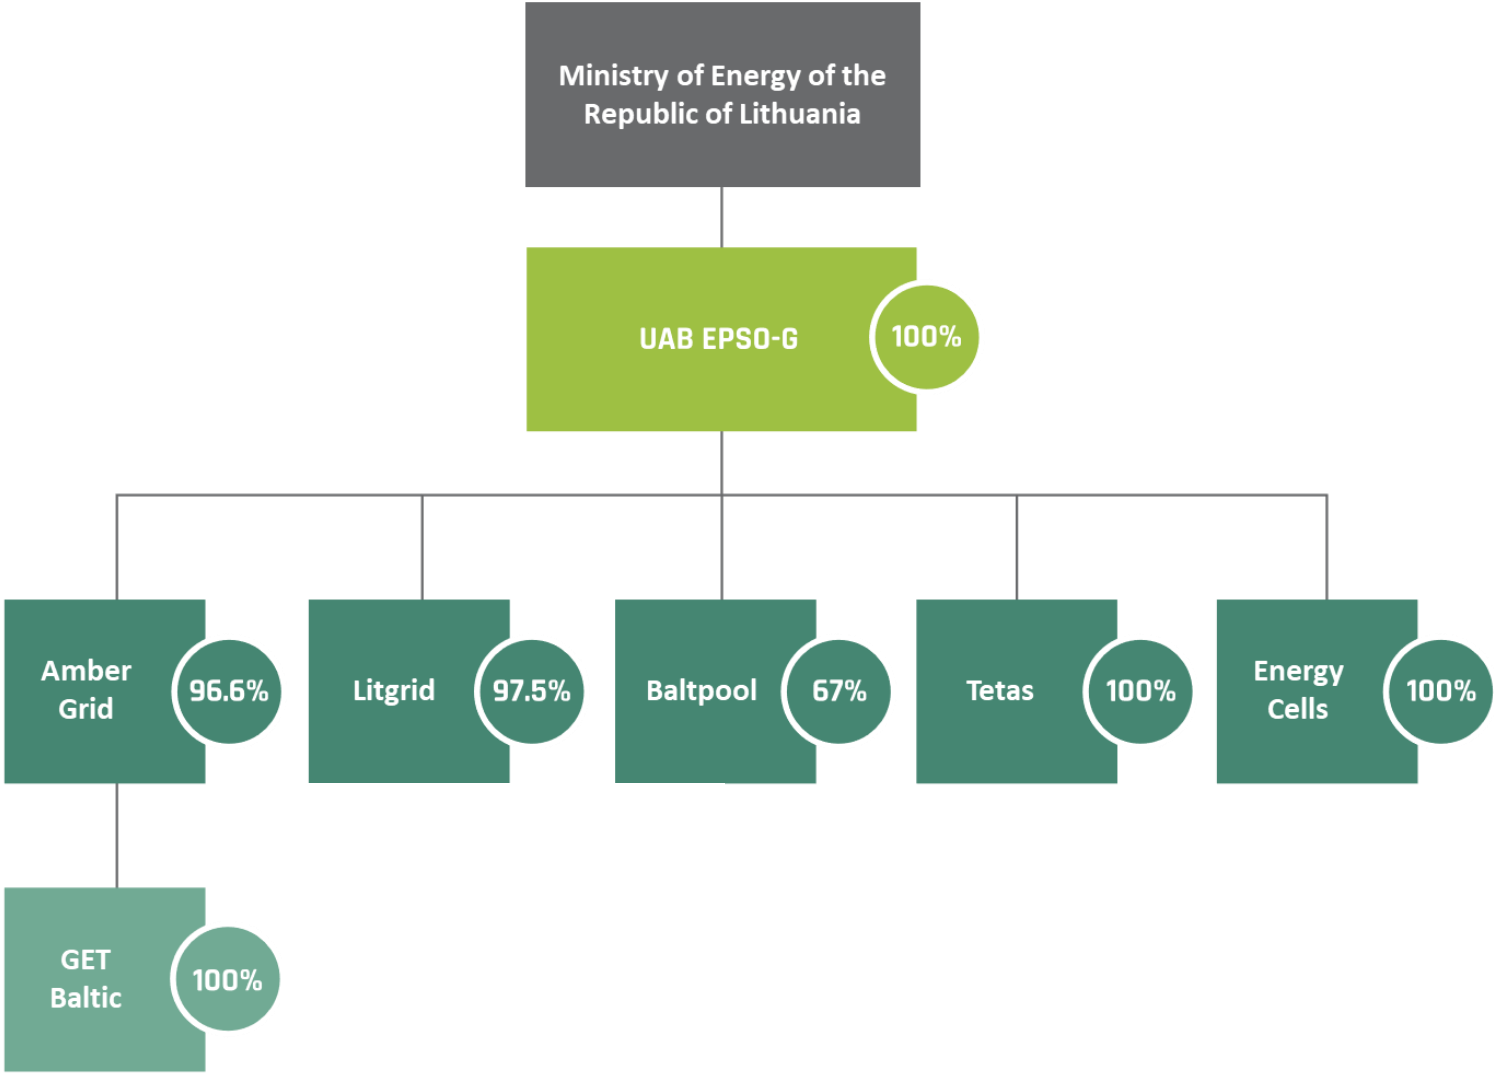 Ministry of Energy of the
Republic of Lithuania
UAB EPSO-G
100%
Amber
Grid
96.6%
Litgrid
97.5%
Baltpool
67%
Tetas
100%
Energy
Cells
100%
GET
Baltic
100%